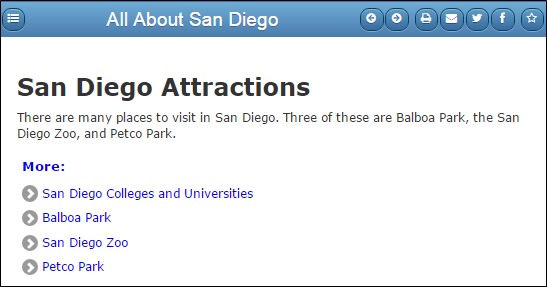 All About San Diego
San Diego Attractions
There are many places to visit in San Diego. Three of these are Balboa Park, the San
Diego Zoo, and Petco Park.
More:
San Diego Colleges and Universities
Balboa Park
San Diego Zoo
Petco Park